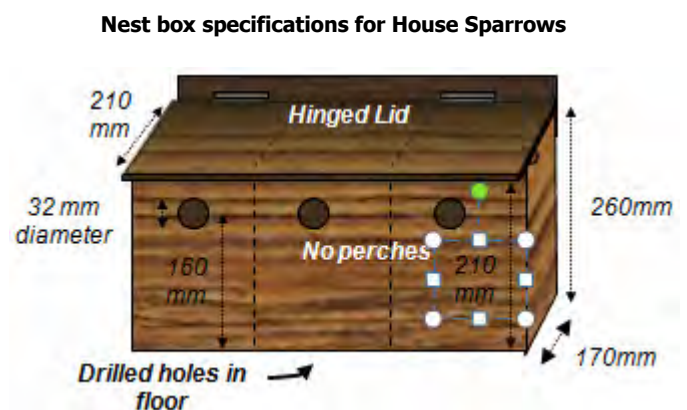 Nest box specifications for House Sparrows
210
mm
Hinged Lid
32 mm
diameter
260mm
No perches
160
mm
210
mm
170mm
Drilled holes in
floor